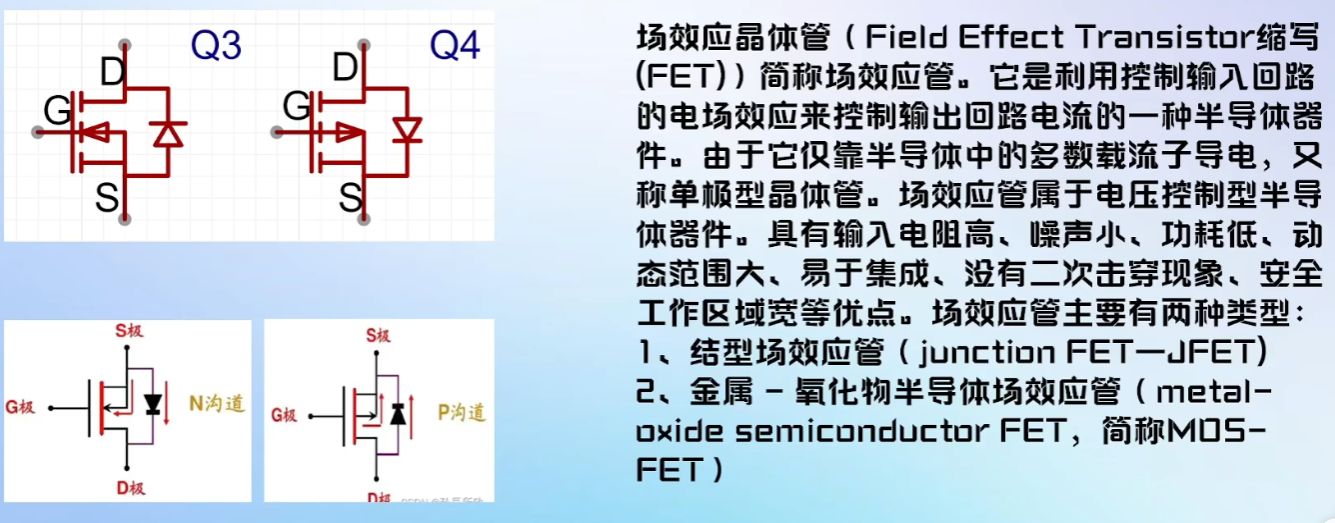 Q3
Q4
D
D
G
G
S
S
场效应晶体管（Field Effect Transistor缩写
(FET)）简称场效应管。它是利用控制输入回路
的电场效应来控制输出回路电流的一种半导体器
件。由于它仅靠半导体中的多数载流子导电，又
称单极型晶体管。场效应管属于电压控制型半导
体器件。具有输入电阻高、噪声小、功耗低、动
态范围大、易于集成、没有二次击穿现象、安全
工作区域宽等优点。场效应管主要有两种类型：
1、结型场效应管（junction FET—JFET)
2、金属－氧化物半导体场效应管（metal-
oxide semiconductor FET，简称MOS-
FET）
S极
G极
N沟道
D极
S极
G极
P沟道
D极